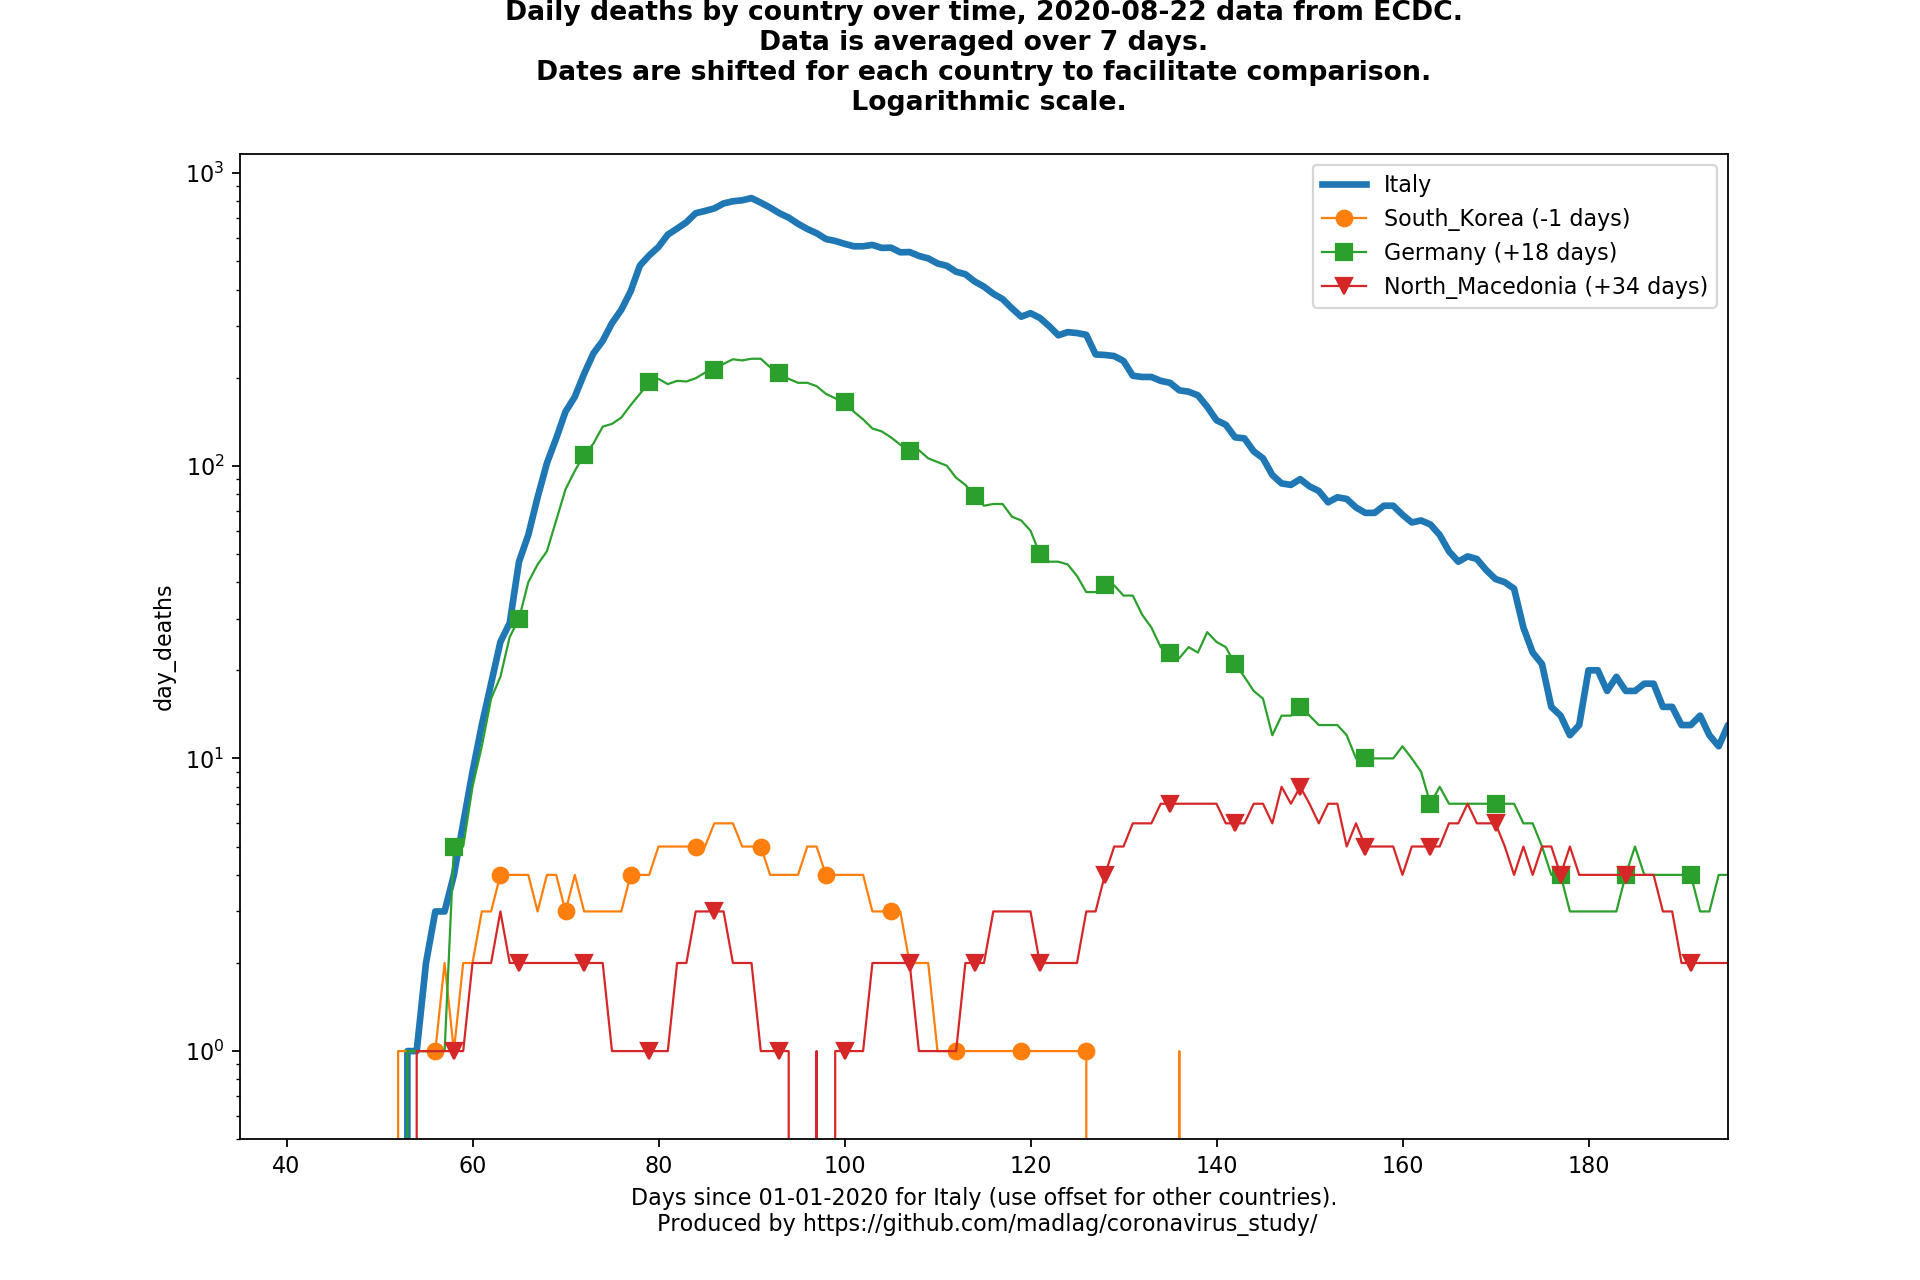 Daily deaths by country over time, 2020-08-22 data from ECDC.
Data is averaged over 7 days.
Dates are shifted for each country to facilitate comparison.
Logarithmic scale.
10³
10²
10¹
10⁰
day_deaths
Italy
South_Korea (-1 days)
Germany (+18 days)
North_Macedonia (+34 days)
40 60 80 100 120 140 160 180
Days since 01-01-2020 for Italy (use offset for other countries).
Produced by https://github.com/madlag/coronavirus_study/